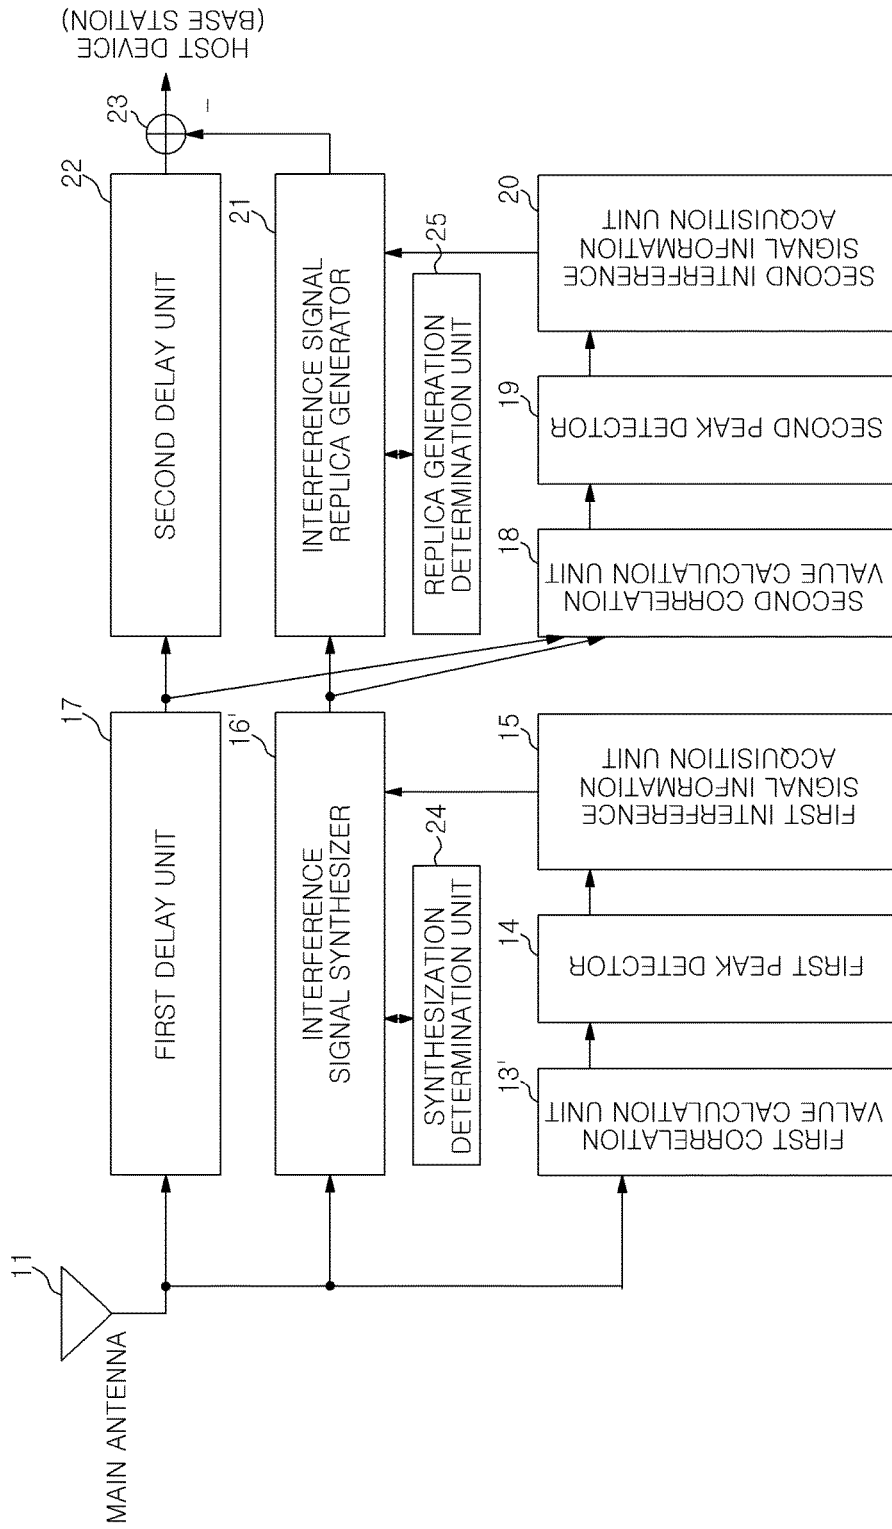 MAIN ANTENNA
11
FIRST DELAY UNIT
17
SECOND DELAY UNIT
22
23
HOST DEVICE
(BASE STATION)
INTERFERENCE
SIGNAL SYNTHESIZER
16'
INTERFERENCE SIGNAL
REPLICA GENERATOR
21
−
SYNTHESIZATION
DETERMINATION UNIT
24
REPLICA GENERATION
DETERMINATION UNIT
25
13'
FIRST CORRELATION
VALUE CALCULATION UNIT
14
FIRST PEAK DETECTOR
15
FIRST INTERFERENCE
SIGNAL INFORMATION
ACQUISITION UNIT
18
SECOND CORRELATION
VALUE CALCULATION UNIT
19
SECOND PEAK DETECTOR
20
SECOND INTERFERENCE
SIGNAL INFORMATION
ACQUISITION UNIT